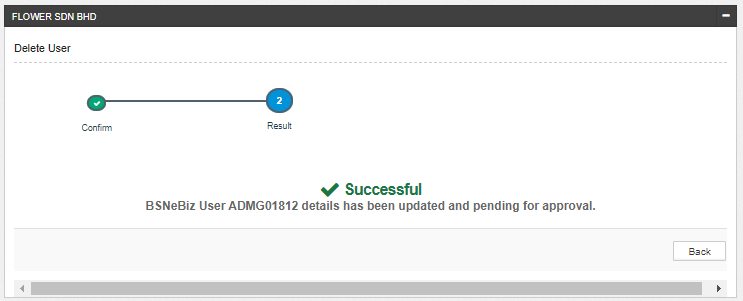 FLOWER SDN BHD
Delete User
2
Confirm
Result
Successful
BSNeBiz User ADMG01812 details has been updated and pending for approval.
Back